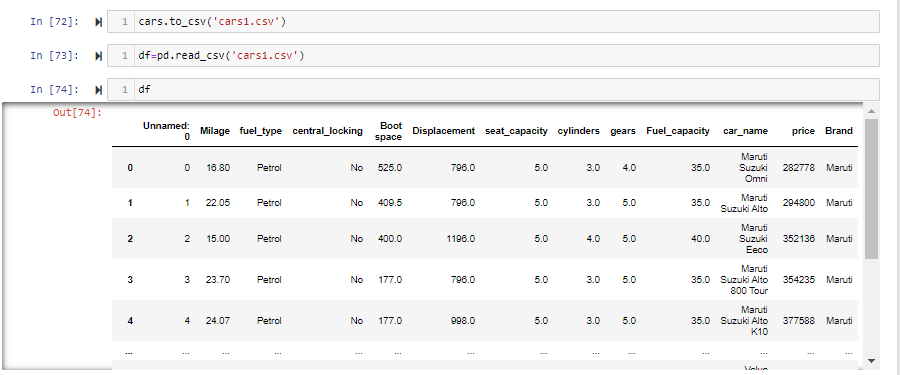 In [72]: 1 cars.to_csv('cars1.csv')
In [73]: 1 df=pd.read_csv('cars1.csv')
In [74]: 1 df
Out[74]:
Unnamed: 0 Milage fuel_type central_locking Boot space Displacement seat_capacity cylinders gears Fuel_capacity car_name price Brand
0 0 16.80 Petrol No 525.0 796.0 5.0 3.0 4.0 35.0 Maruti Suzuki Omni 282778 Maruti
1 1 22.05 Petrol No 409.5 796.0 5.0 3.0 5.0 35.0 Maruti Suzuki Alto 294800 Maruti
2 2 15.00 Petrol No 400.0 1196.0 5.0 4.0 5.0 40.0 Maruti Suzuki Eeco 352136 Maruti
3 3 23.70 Petrol No 177.0 796.0 5.0 3.0 5.0 35.0 Maruti Suzuki Alto 800 Tour 354235 Maruti
4 4 24.07 Petrol No 177.0 998.0 5.0 3.0 5.0 35.0 Maruti Suzuki Alto K10 377588 Maruti
... ... ... ... ... ... ... ... ... ... ... ... ... ...
Volvo